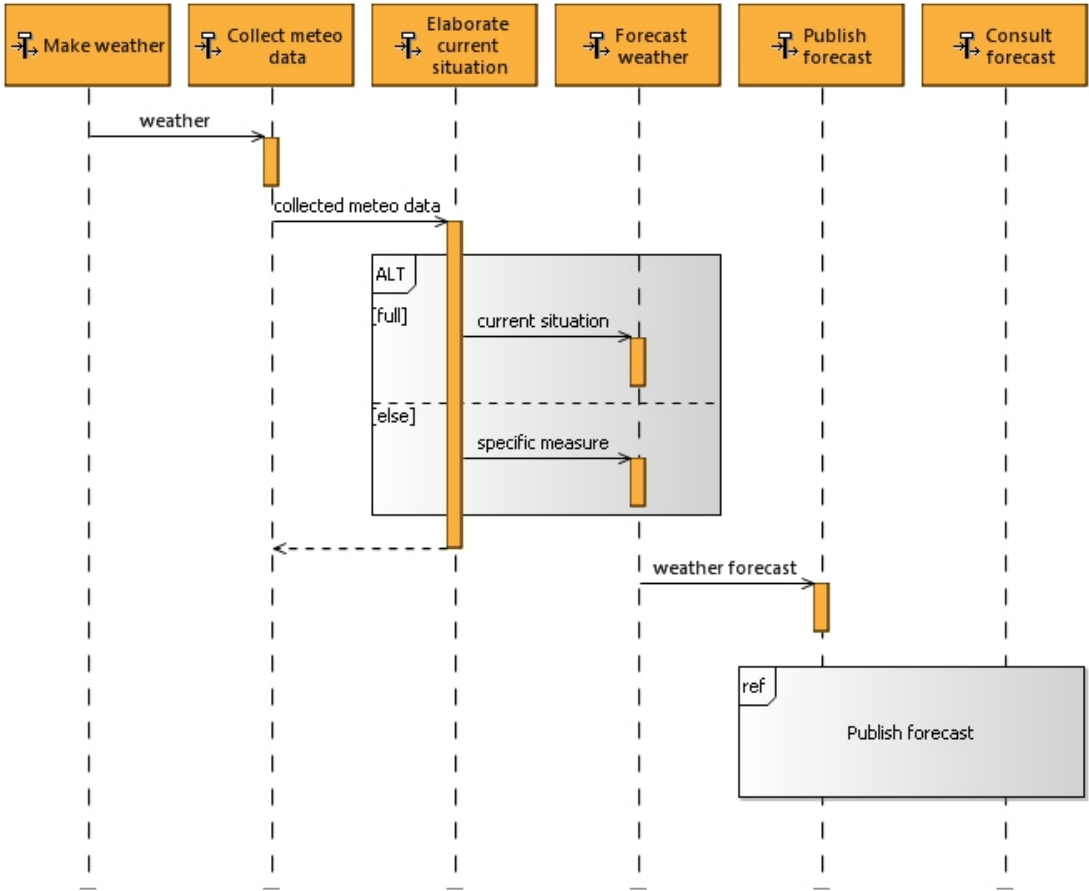 Make weather
Collect meteo
data
Elaborate
current
situation
Forecast
weather
Publish
forecast
Consult
forecast
weather
collected meteo data
ALT
[full]
current situation
[else]
specific measure
weather forecast
ref
Publish forecast